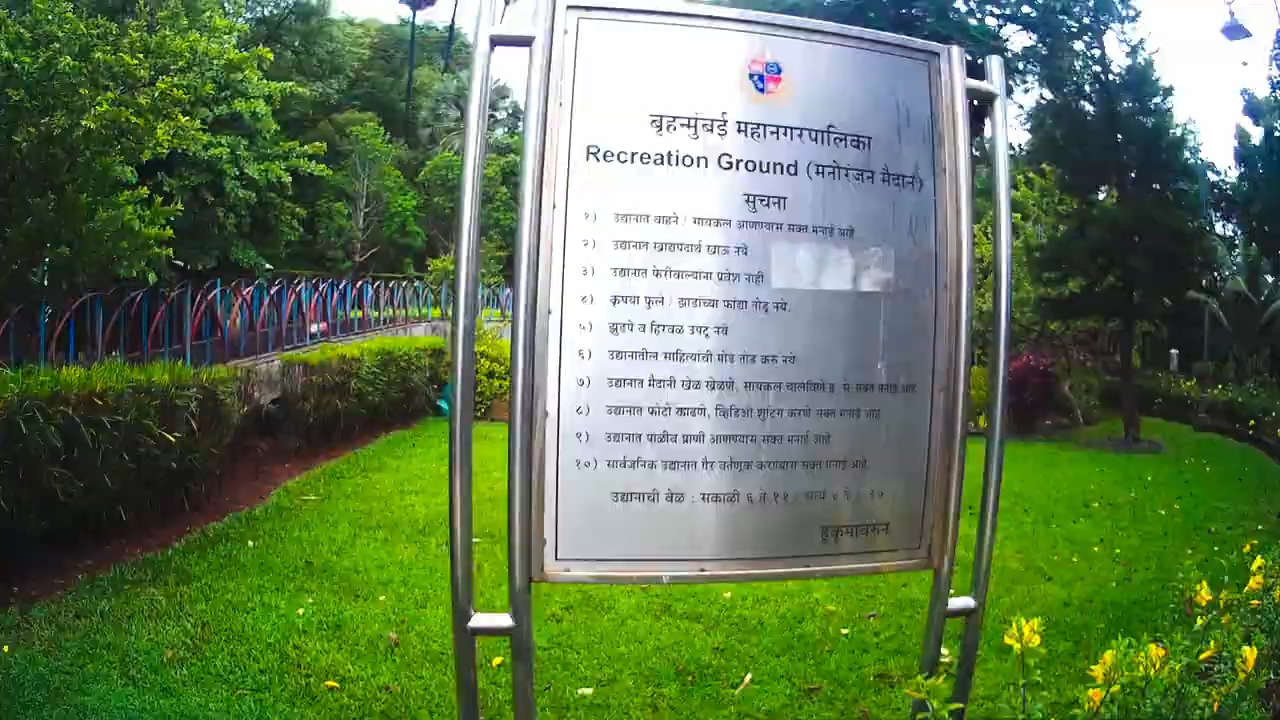 बृहन्मुंबई महानगरपालिका
Recreation Ground (मनोरंजन मैदान)
सुचना
१) उद्यानात वाहने / सायकल आणण्यास सक्त मनाई आहे
२) उद्यानात खाद्यपदार्थ खाऊ नये
३) उद्यानात फेरीवाल्याना प्रवेश नाही
४) कृपया फुले / झाडांच्या फांद्या तोडू नये.
५) झुडपे व हिरवळ उपटू नये
६) उद्यानातील साहित्यांची मोड तोड करु नये
७) उद्यानात मैदानी खेळ खेळणे, सायकल सक्त मनाई आहे
८) उद्यानात फोटो काढणे, व्हिडिओ शुटिंग करणे सक्त मनाई आहे
९) उद्यानात पाळीव प्राणी आणण्यास सक्त मनाई आहे
१०) सार्वजनिक उद्यानात गैर वर्तणूक करण्यास सक्त मनाई आहे
उद्यानाची वेळ : सकाळी ६ ते
हुकुमावरुन